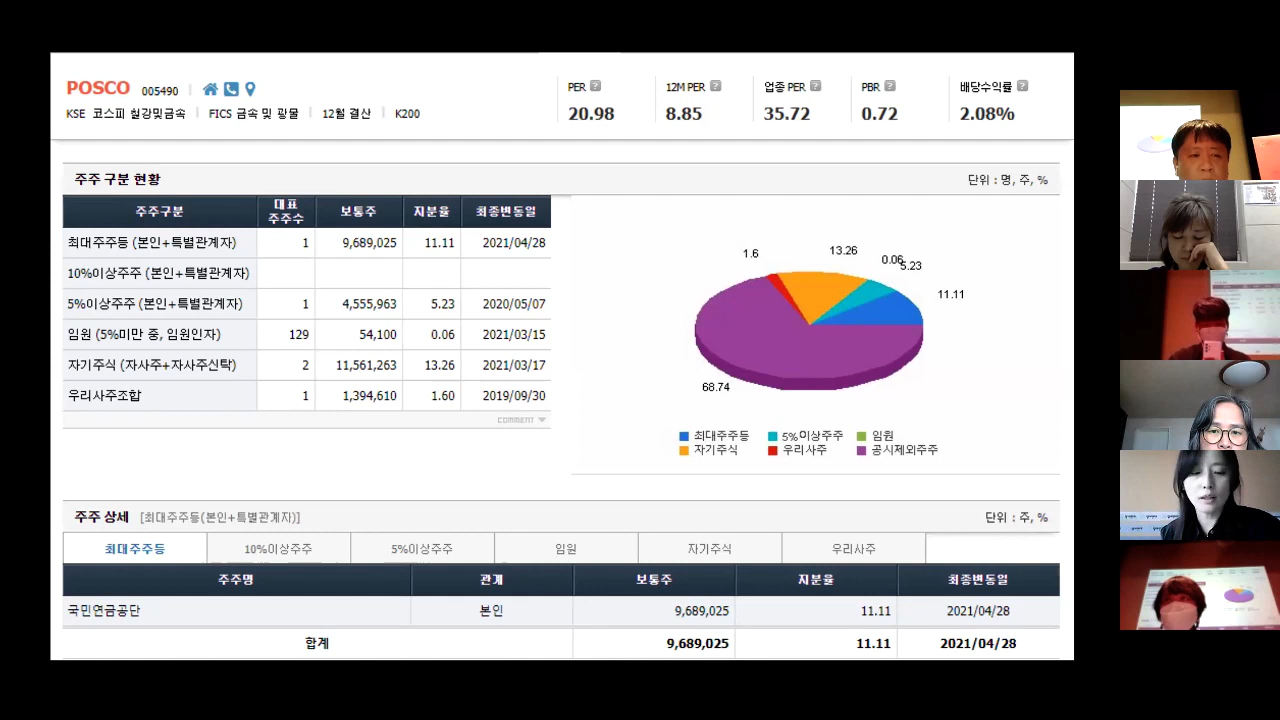 POSCO 005490
KSE 코스피 철강및금속 FICS 금속 및 광물 12월 결산 K200
PER 12M PER 업종 PER PBR 배당수익률
20.98 8.85 35.72 0.72 2.08%
주주 구분 현황 단위 : 명, 주, %
주주구분 대표 주주수 보통주 지분율 최종변동일
최대주주등 (본인+특별관계자) 1 9,689,025 11.11 2021/04/28
10%이상주주 (본인+특별관계자)
5%이상주주 (본인+특별관계자) 1 4,555,963 5.23 2020/05/07
임원 (5%미만 중, 임원인자) 129 54,100 0.06 2021/03/15
자기주식 (자사주+자사주신탁) 2 11,561,263 13.26 2021/03/17
우리사주조합 1 1,394,610 1.60 2019/09/30
COMMENT
1.6 13.26 0.06 5.23
11.11
68.74
최대주주등 5%이상주주 임원
자기주식 우리사주 공시제외주주
주주 상세 [최대주주등(본인+특별관계자)] 단위 : 주, %
최대주주등 10%이상주주 5%이상주주 임원 자기주식 우리사주
주주명 관계 보통주 지분율 최종변동일
국민연금공단 본인 9,689,025 11.11 2021/04/28
합계 9,689,025 11.11 2021/04/28